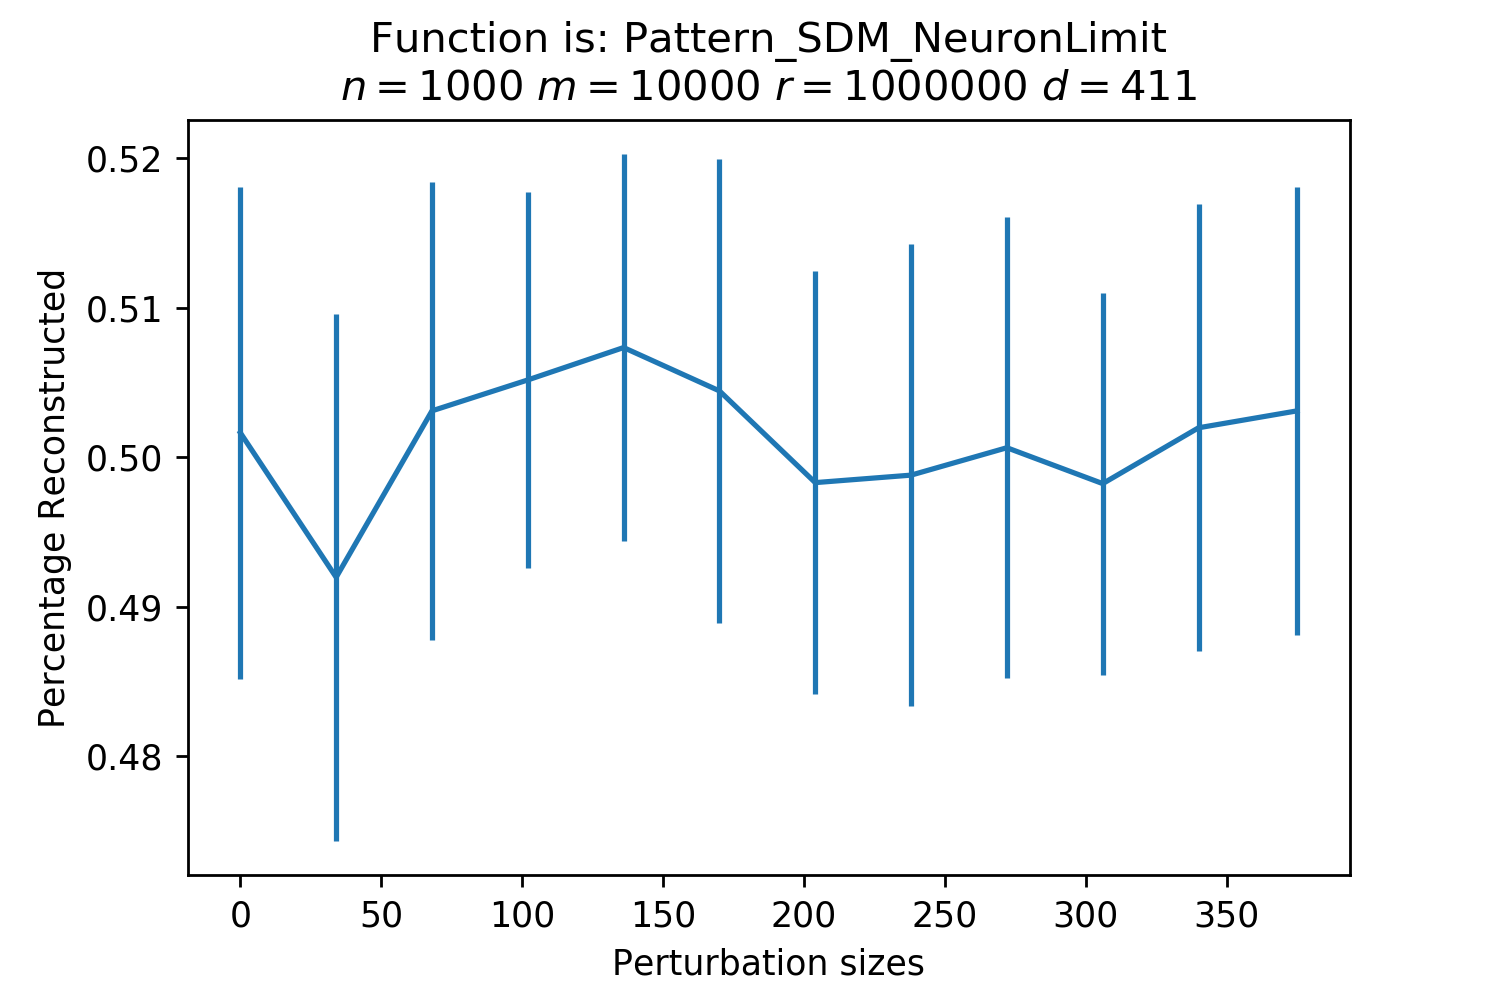 Function is: Pattern_SDM_NeuronLimit
n = 1000 m = 10000 r = 1000000 d = 411
Percentage Reconstructed
0.52
0.51
0.50
0.49
0.48
0 50 100 150 200 250 300 350
Perturbation sizes